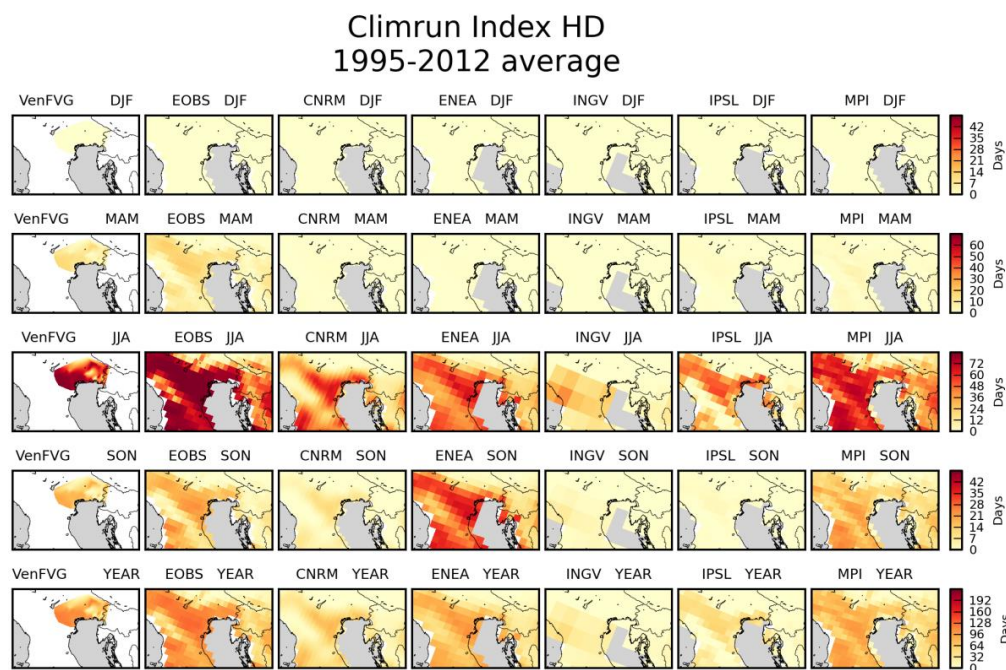 Climrun Index HD
1995-2012 average
VenFVG DJF EOBS DJF CNRM DJF ENEA DJF INGV DJF IPSL DJF MPI DJF
42
35
28
21
14
7
0
Days
VenFVG MAM EOBS MAM CNRM MAM ENEA MAM INGV MAM IPSL MAM MPI MAM
60
50
40
30
20
10
0
Days
VenFVG JJA EOBS JJA CNRM JJA ENEA JJA INGV JJA IPSL JJA MPI JJA
72
60
48
36
24
12
0
Days
VenFVG SON EOBS SON CNRM SON ENEA SON INGV SON IPSL SON MPI SON
42
35
28
21
14
7
0
Days
VenFVG YEAR EOBS YEAR CNRM YEAR ENEA YEAR INGV YEAR IPSL YEAR MPI YEAR
192
160
128
96
64
32
0
Days